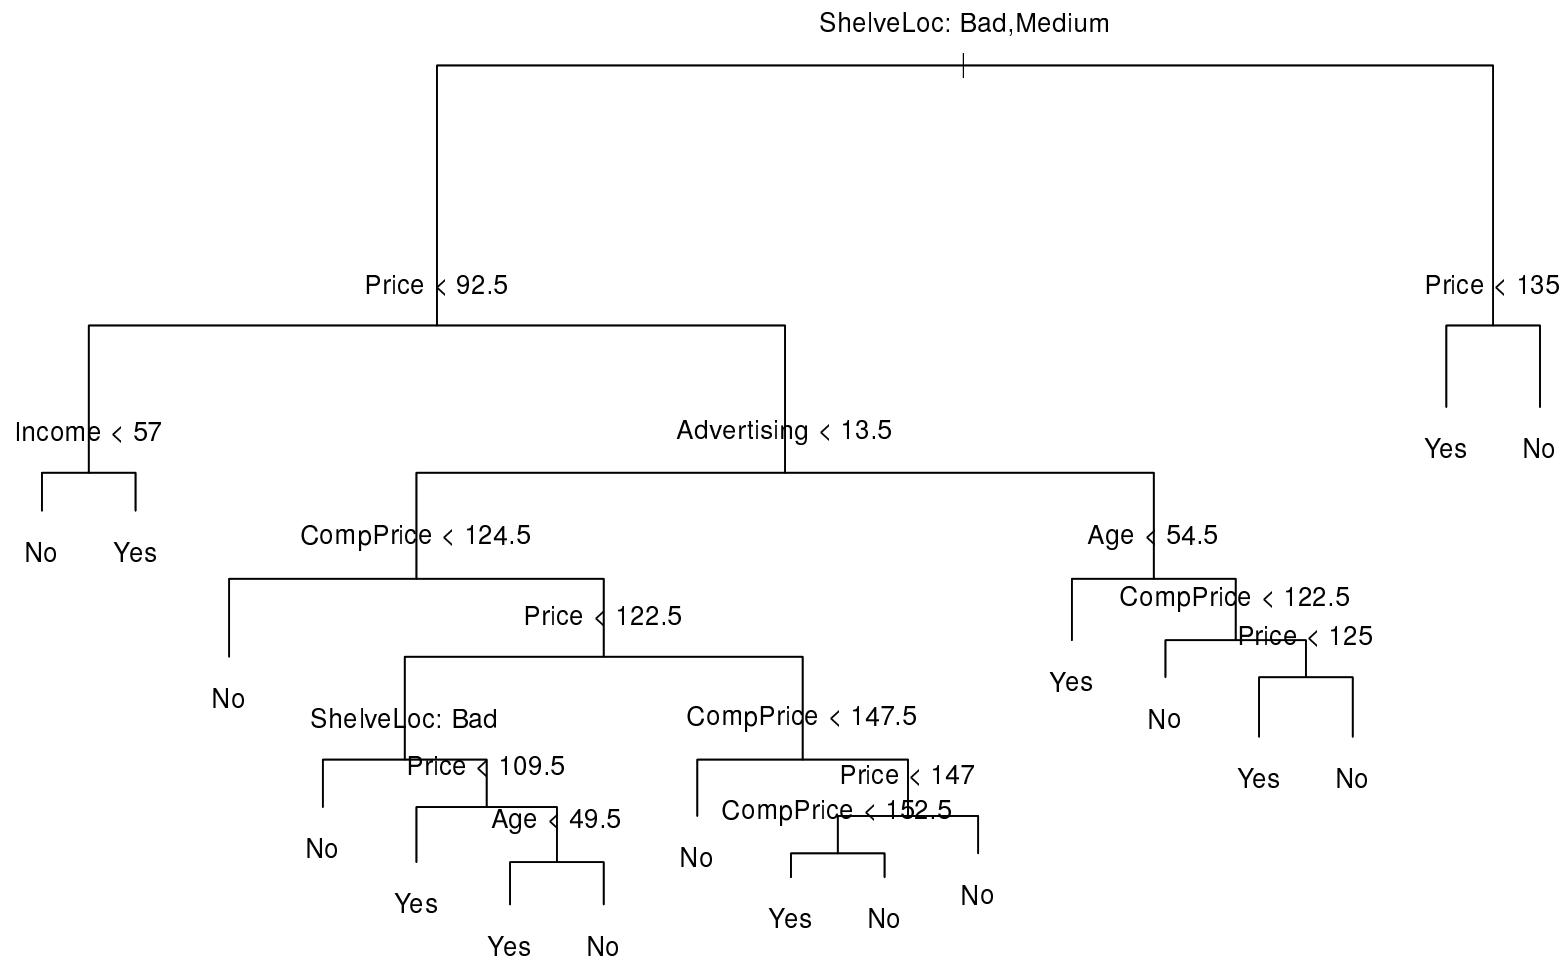 ShelveLoc: Bad,Medium
Price < 92.5
Price < 135
Income < 57
Advertising < 13.5
Yes
No
CompPrice < 124.5
Age < 54.5
No
Yes
CompPrice < 122.5
Price < 122.5
Price < 125
Yes
No
ShelveLoc: Bad
CompPrice < 147.5
No
Price < 109.5
Price < 147
Yes
No
CompPrice < 152.5
Age < 49.5
No
No
No
Yes
Yes
No
Yes
No